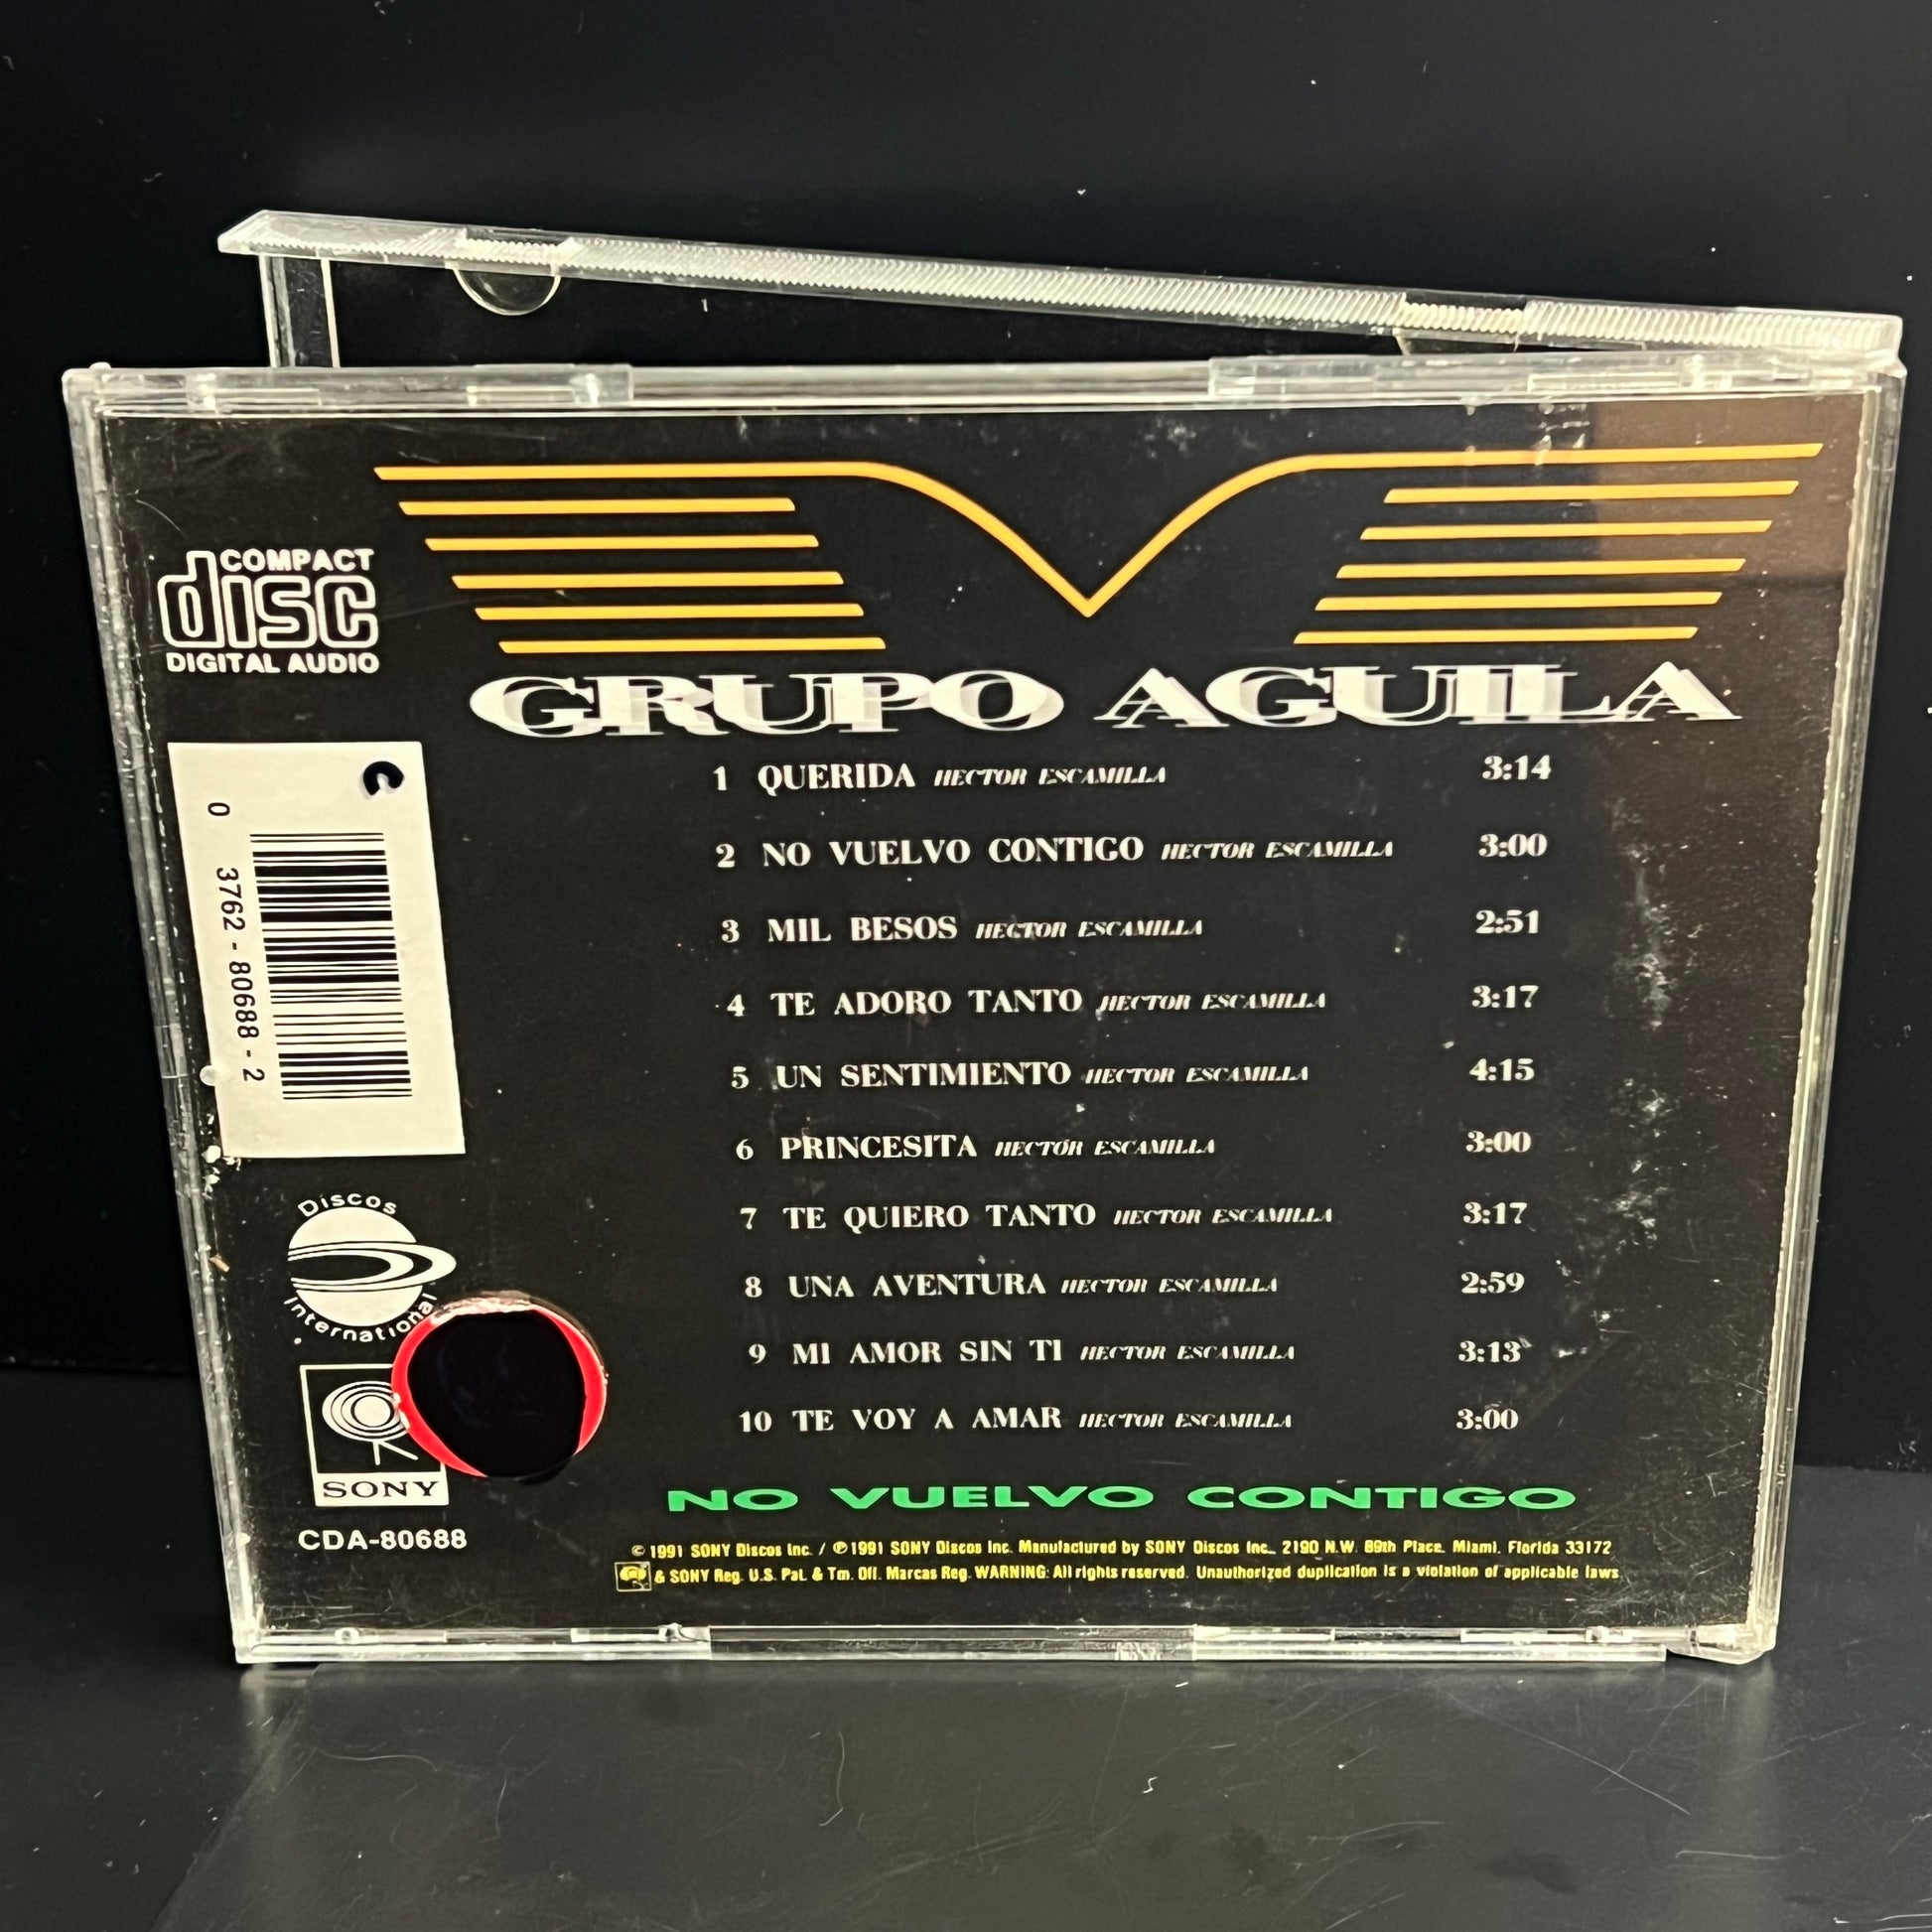 COMPACT
disc
DIGITAL AUDIO
GRUPO AGUILA
1 QUERIDA HECTOR ESCAMILLA 3:14
2 NO VUELVO CONTIGO HECTOR ESCAMILLA 3:00
3 MIL BESOS HECTOR ESCAMILLA 2:51
4 TE ADORO TANTO HECTOR ESCAMILLA 3:17
5 UN SENTIMIENTO HECTOR ESCAMILLA 4:15
6 PRINCESITA HECTOR ESCAMILLA 3:00
7 TE QUIERO TANTO HECTOR ESCAMILLA 3:17
8 UNA AVENTURA HECTOR ESCAMILLA 2:59
9 MI AMOR SIN TI HECTOR ESCAMILLA 3:13
10 TE VOY A AMAR HECTOR ESCAMILLA 3:00
0 3762 - 80688 - 2
Discos
International
SONY
CDA-80688
NO VUELVO CONTIGO
© 1991 SONY Discos Inc. / ℗ 1991 SONY Discos Inc. Manufactured by SONY Discos Inc., 2190 N.W. 89th Place, Miami, Florida 33172
& SONY Reg. U.S. Pat. & Tm. Off. Marcas Reg. WARNING: All rights reserved. Unauthorized duplication is a violation of applicable laws